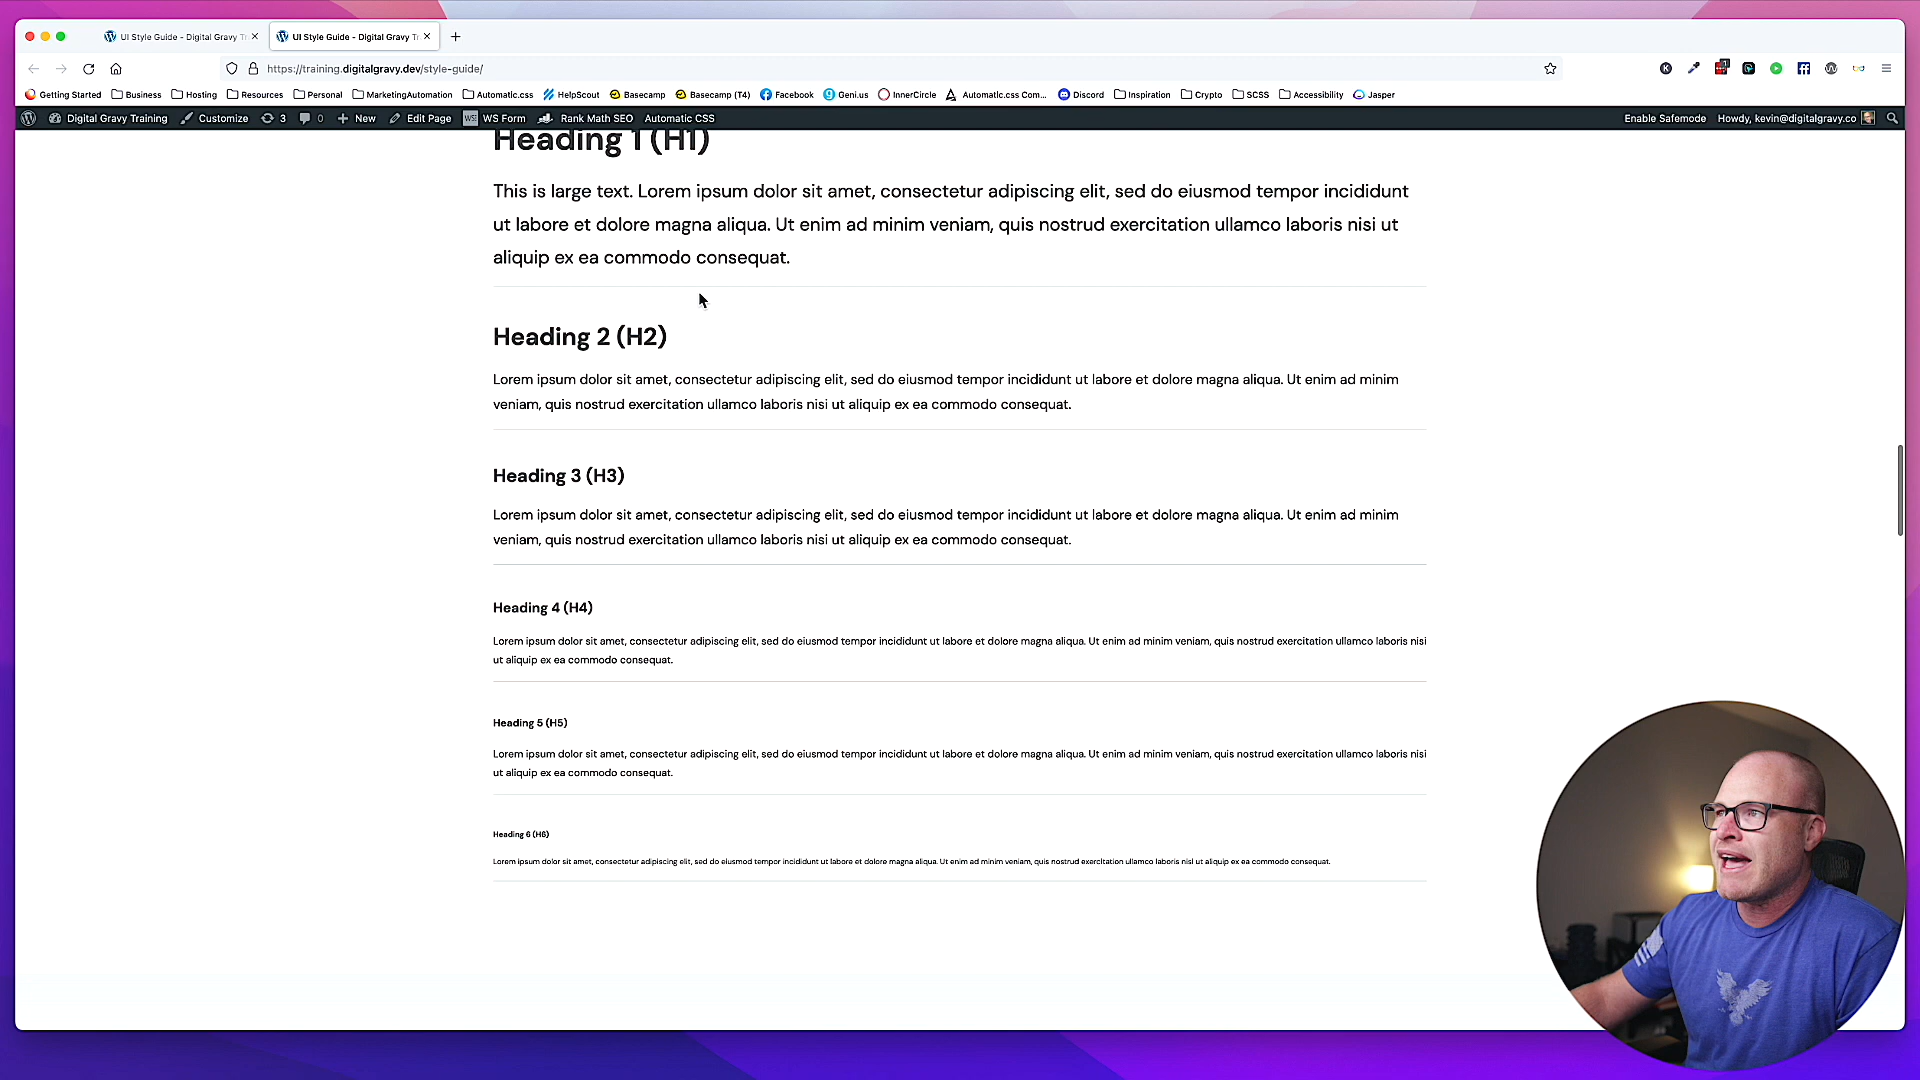 UI Style Guide - Digital Gravy Tr
UI Style Guide - Digital Gravy Tr
https://training.digitalgravy.dev/style-guide/
Getting Started Business Hosting Resources Personal MarketingAutomation Automatic.css HelpScout Basecamp Basecamp (T4) Facebook Geni.us InnerCircle Automatic.css Com... Discord Inspiration Crypto SCSS Accessibility Jasper
Digital Gravy Training Customize 3 0 New Edit Page WS Form Rank Math SEO Automatic CSS Enable Safemode Howdy, kevin@digitalgravy.co
Heading 1 (H1)
This is large text. Lorem ipsum dolor sit amet, consectetur adipiscing elit, sed do eiusmod tempor incididunt
ut labore et dolore magna aliqua. Ut enim ad minim veniam, quis nostrud exercitation ullamco laboris nisi ut
aliquip ex ea commodo consequat.
Heading 2 (H2)
Lorem ipsum dolor sit amet, consectetur adipiscing elit, sed do eiusmod tempor incididunt ut labore et dolore magna aliqua. Ut enim ad minim
veniam, quis nostrud exercitation ullamco laboris nisi ut aliquip ex ea commodo consequat.
Heading 3 (H3)
Lorem ipsum dolor sit amet, consectetur adipiscing elit, sed do eiusmod tempor incididunt ut labore et dolore magna aliqua. Ut enim ad minim
veniam, quis nostrud exercitation ullamco laboris nisi ut aliquip ex ea commodo consequat.
Heading 4 (H4)
Lorem ipsum dolor sit amet, consectetur adipiscing elit, sed do eiusmod tempor incididunt ut labore et dolore magna aliqua. Ut enim ad minim veniam, quis nostrud exercitation ullamco laboris nisi
ut aliquip ex ea commodo consequat.
Heading 5 (H5)
Lorem ipsum dolor sit amet, consectetur adipiscing elit, sed do eiusmod tempor incididunt ut labore et dolore magna aliqua. Ut enim ad minim veniam, quis nostrud exercitation ullamco laboris nisi
ut aliquip ex ea commodo consequat.
Heading 6 (H6)
Lorem ipsum dolor sit amet, consectetur adipiscing elit, sed do eiusmod tempor incididunt ut labore et dolore magna aliqua. Ut enim ad minim veniam, quis nostrud exercitation ullamco laboris nisi ut aliquip ex ea commodo consequat.